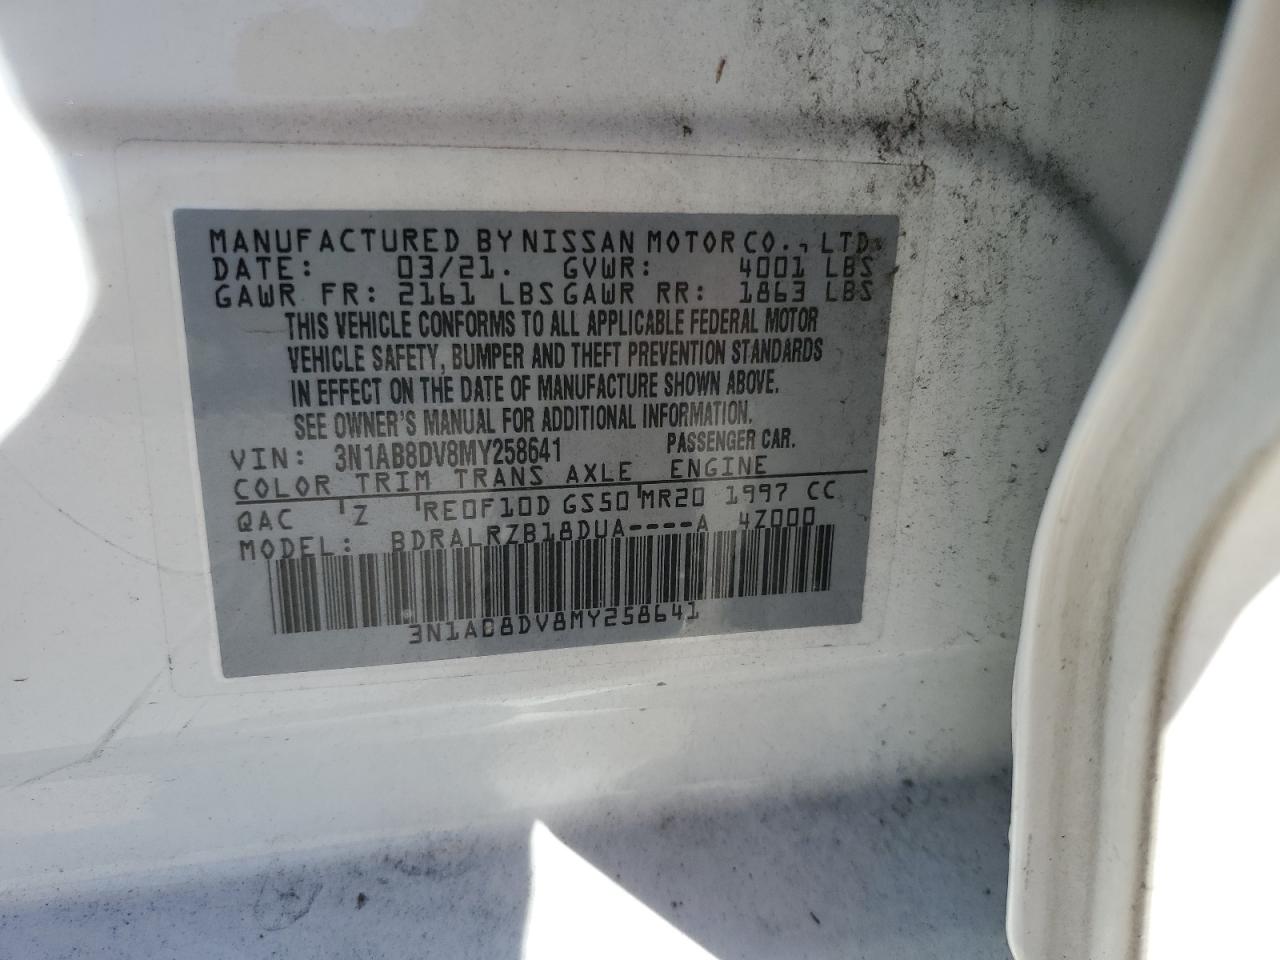 MANUFACTURED BY NISSAN MOTOR CO., LTD.
DATE: 03/21. GVWR: 4001 LBS
GAWR FR: 2161 LBS GAWR RR: 1863 LBS
THIS VEHICLE CONFORMS TO ALL APPLICABLE FEDERAL MOTOR
VEHICLE SAFETY, BUMPER AND THEFT PREVENTION STANDARDS
IN EFFECT ON THE DATE OF MANUFACTURE SHOWN ABOVE.
SEE OWNER'S MANUAL FOR ADDITIONAL INFORMATION.
VIN: 3N1AB8DV8MY258641 PASSENGER CAR.
COLOR TRIM TRANS AXLE ENGINE
QAC Z RE0F10D GS50 MR20 1997 CC
MODEL: BDRALRZB18DUA----A 4Z000
3N1AB8DV8MY258641